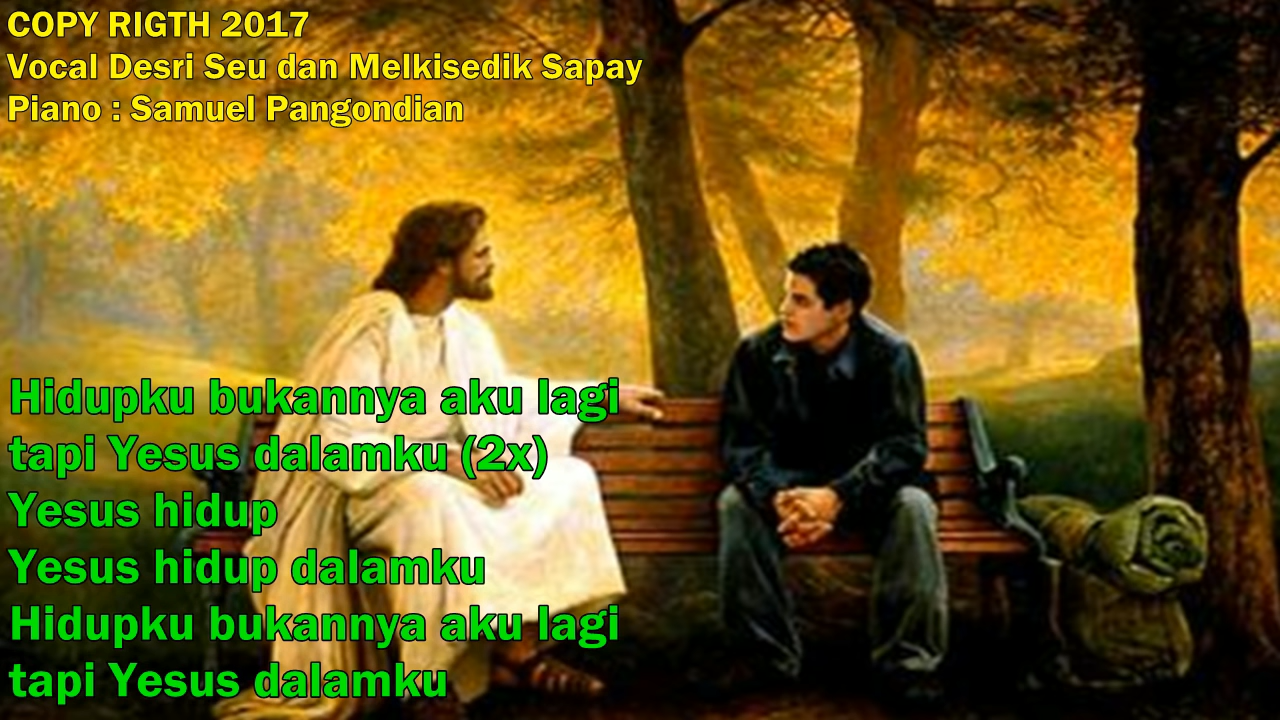 COPY RIGTH 2017
Vocal Desri Seu dan Melkisedik Sapay
Piano : Samuel Pangondian
Hidupku bukannya aku lagi
tapi Yesus dalamku (2x)
Yesus hidup
Yesus hidup dalamku
Hidupku bukannya aku lagi
tapi Yesus dalamku